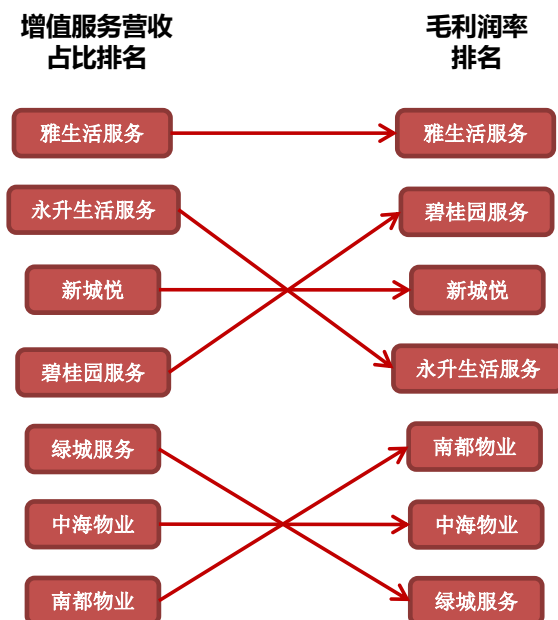 增值服务营收
占比排名
毛利润率
排名
雅生活服务
雅生活服务
永升生活服务
碧桂园服务
新城悦
新城悦
碧桂园服务
永升生活服务
绿城服务
南都物业
中海物业
中海物业
南都物业
绿城服务